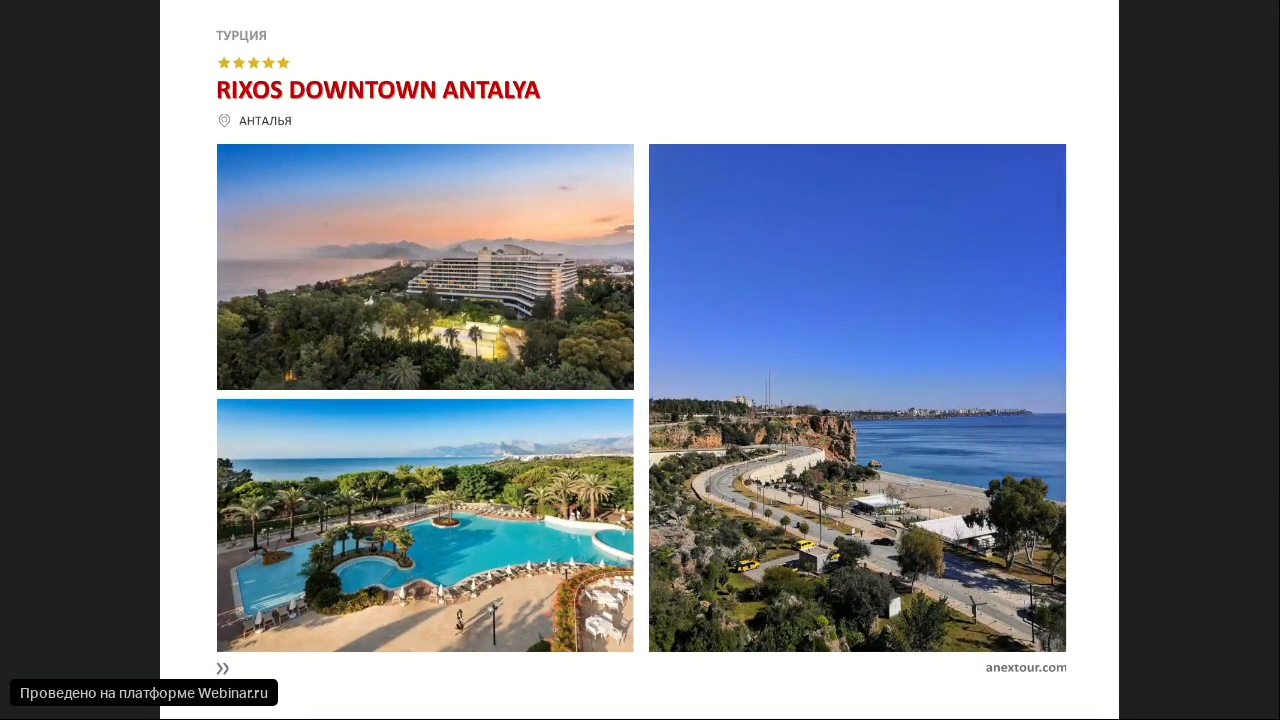 ТУРЦИЯ
RIXOS DOWNTOWN ANTALYA
АНТАЛЬЯ
anextour.com
Проведено на платформе Webinar.ru